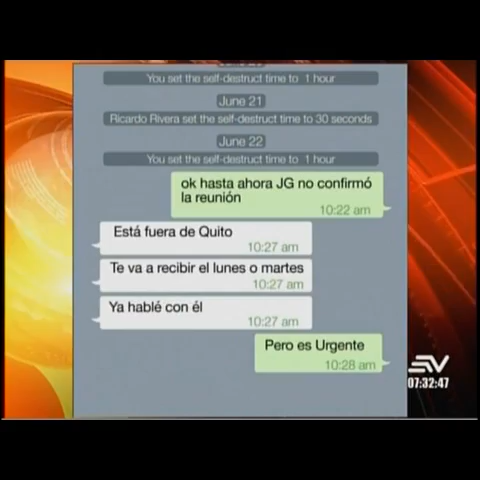 You set the self-destruct time to 1 hour
June 21
Ricardo Rivera set the self-destruct time to 30 seconds
June 22
You set the self-destruct time to 1 hour
ok hasta ahora JG no confirmó
la reunión
10:22 am
Está fuera de Quito
10:27 am
Te va a recibir el lunes o martes
10:27 am
Ya hablé con él
10:27 am
Pero es Urgente
10:28 am
07:32:47